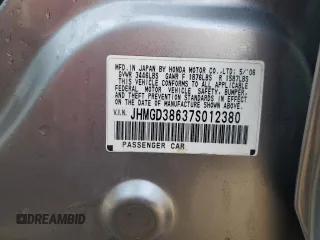 MFD. IN JAPAN BY HONDA MOTOR CO.,LTD. 5/'06
GVWR 3406LBS GAWR F 1876LBS R 1587LBS
THIS VEHICLE CONFORMS TO ALL APPLICABLE
FEDERAL MOTOR VEHICLE SAFETY, BUMPER,
AND THEFT PREVENTION STANDARDS IN EFFECT
ON THE DATE OF MANUFACTURE SHOWN ABOVE.
V.I.N. JHMGD38637S012380
PASSENGER CAR
DREAMBID